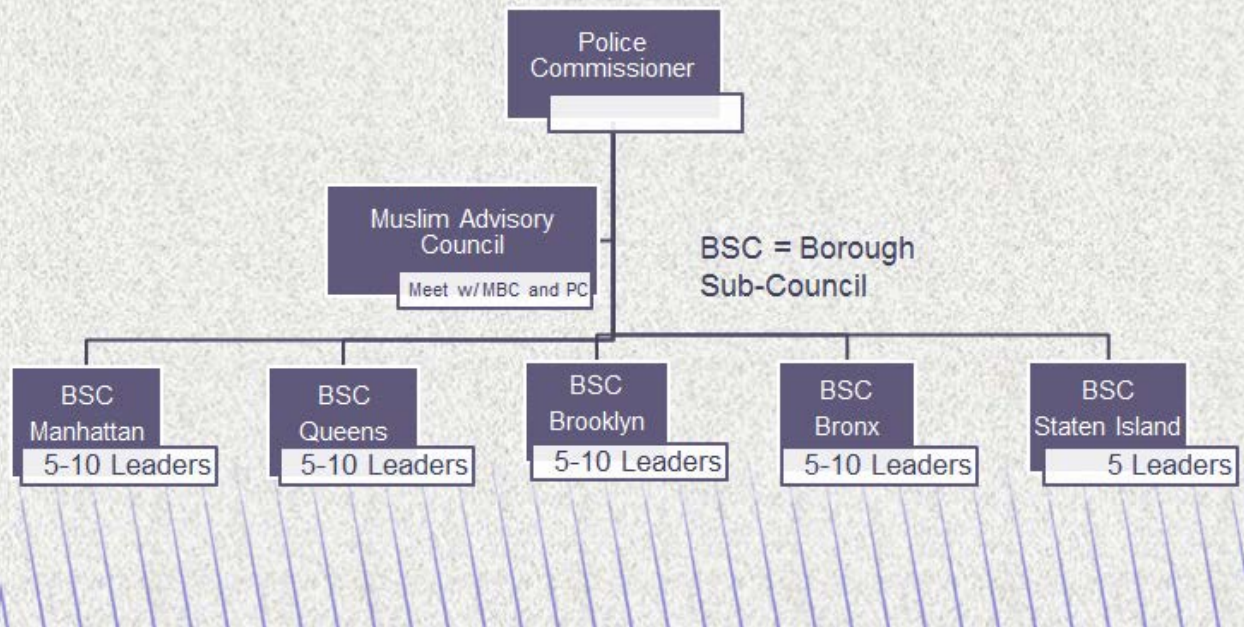 Police
Commissioner
Muslim Advisory
Council
Meet w/MBC and PC
BSC = Borough
Sub-Council
BSC
Manhattan
5-10 Leaders
BSC
Queens
5-10 Leaders
BSC
Brooklyn
5-10 Leaders
BSC
Bronx
5-10 Leaders
BSC
Staten Island
5 Leaders